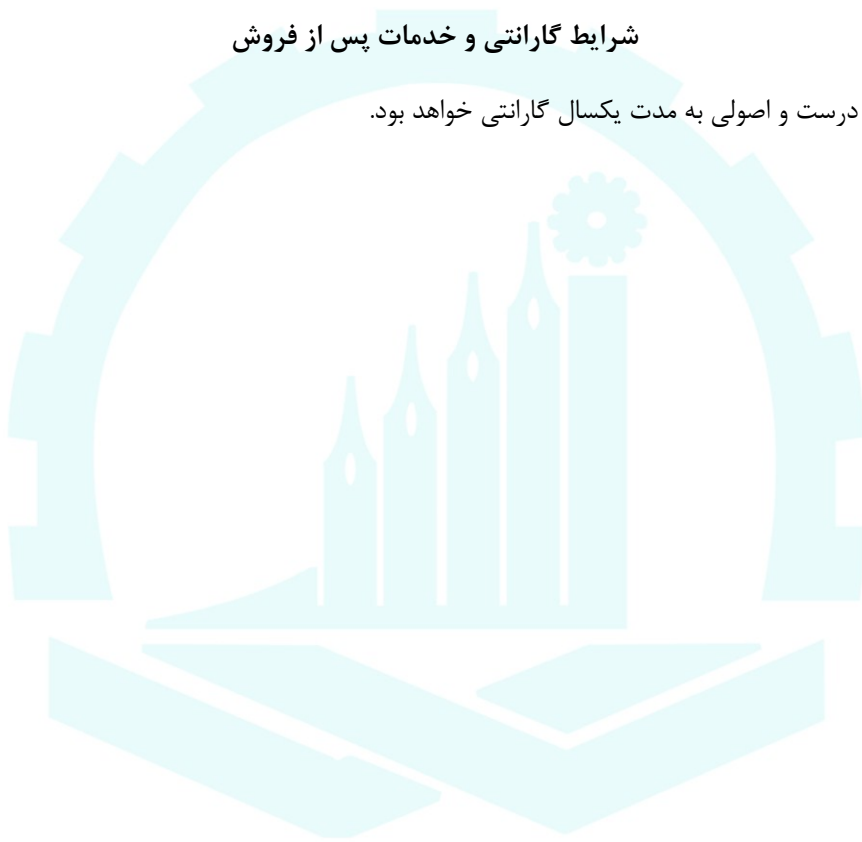 شرایط گارانتی و خدمات پس از فروش
درست و اصولی به مدت یکسال گارانتی خواهد بود.